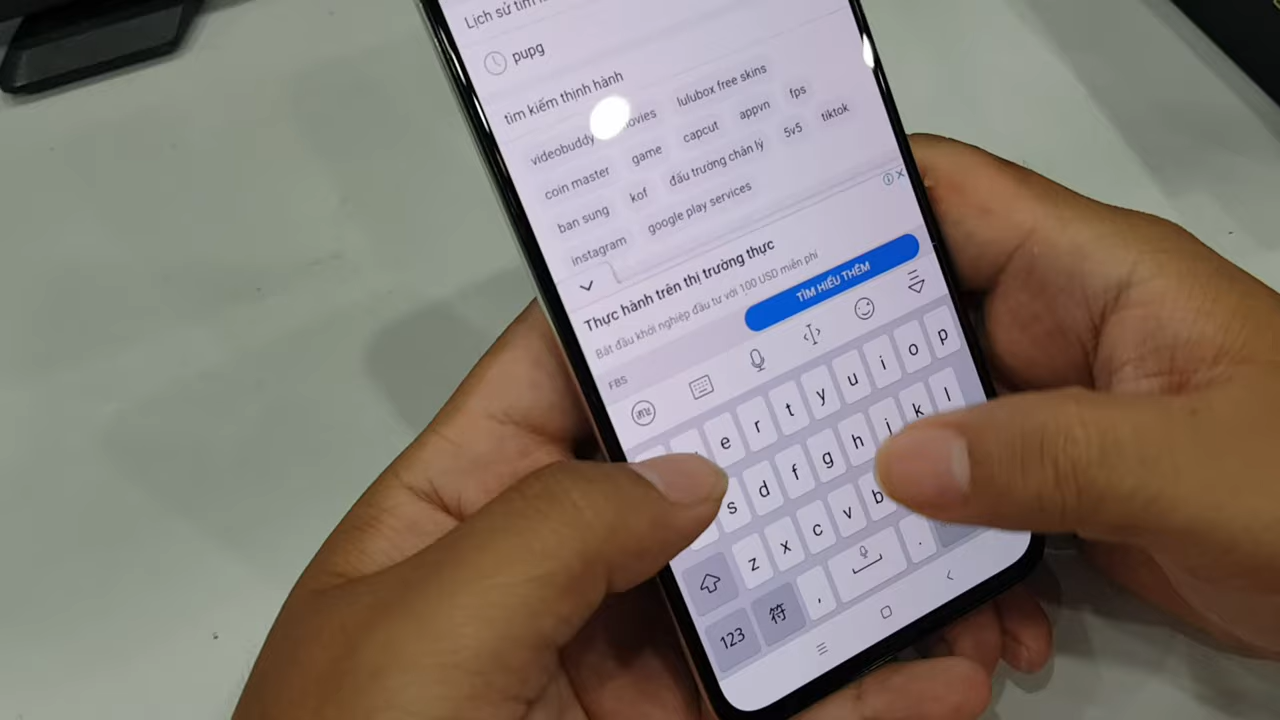 Lịch sử tìm
pupg
tìm kiếm thịnh hành
videobuddy movies lulubox free skins
coin master game capcut appvn fps
ban sung kof đấu trường chân lý 5v5 tiktok
instagram google play services
Thực hành trên thị trường thực
Bắt đầu khởi nghiệp đầu tư với 100 USD miễn phí
TÌM HIỂU THÊM
FBS
e r t y u i o p
s d f g h j k l
z x c v b
123 符 , .